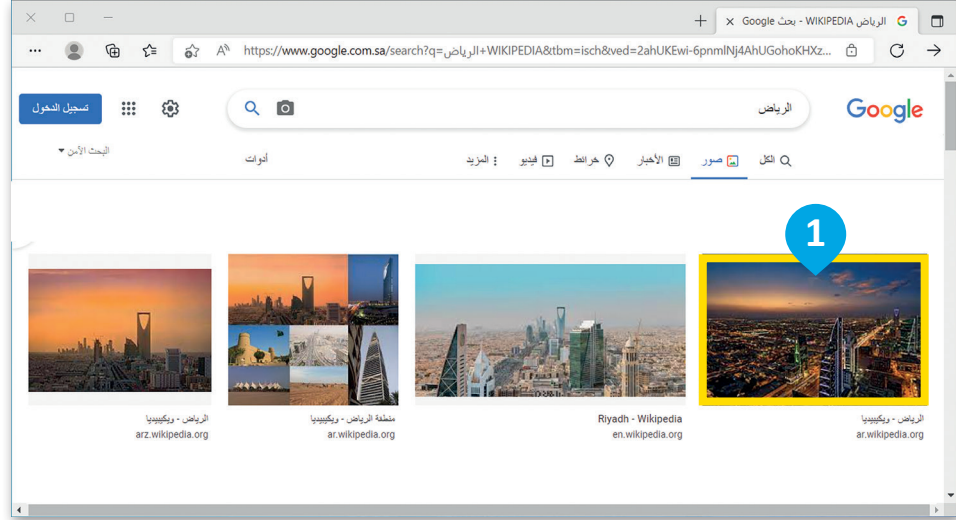 الرياض WIKIPEDIA - بحث Google
https://www.google.com.sa/search?q=الرياض+WIKIPEDIA&tbm=isch&ved=2ahUKEwi-6pnmlNj4AhUGohoKHXz...
Google
الرياض
تسجيل الدخول
الكل
صور
الأخبار
خرائط
فيديو
المزيد
أدوات
البحث الآمن
1
الرياض - ويكيبيديا
ar.wikipedia.org
Riyadh - Wikipedia
en.wikipedia.org
منطقة الرياض - ويكيبيديا
ar.wikipedia.org
الرياض - ويكيبيديا
arz.wikipedia.org